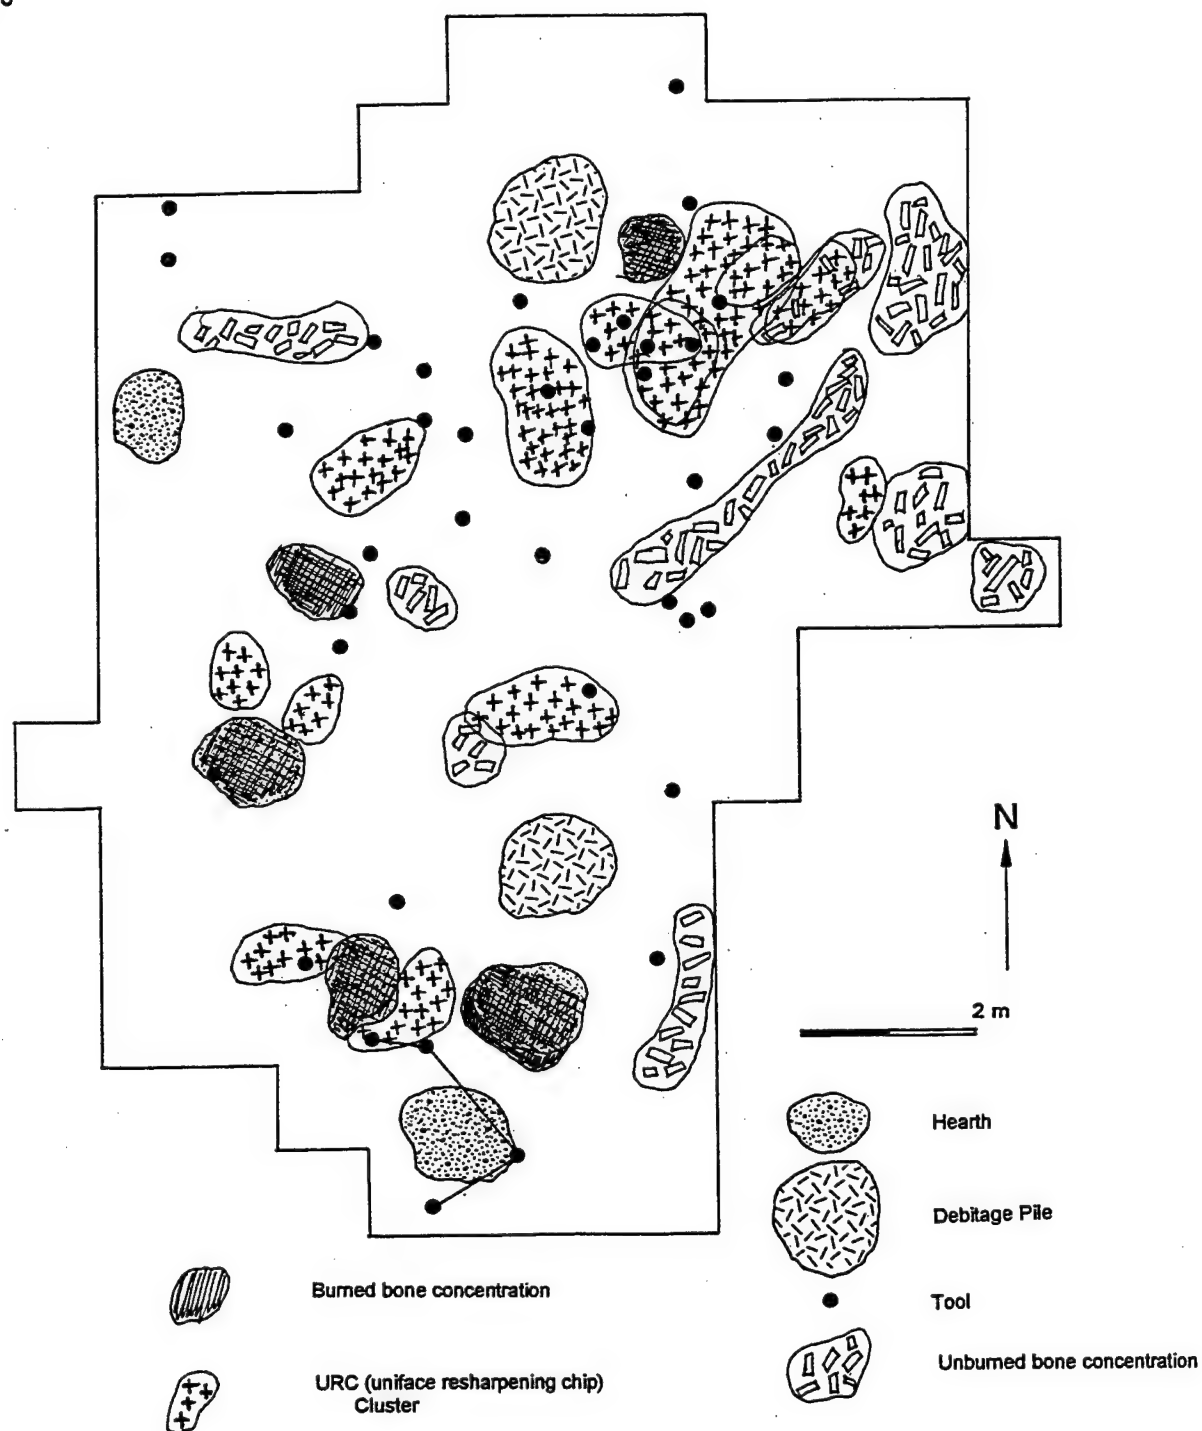 N
2 m
Hearth
Debitage Pile
Burned bone concentration
Tool
Unburned bone concentration
URC (uniface resharpening chip)
Cluster